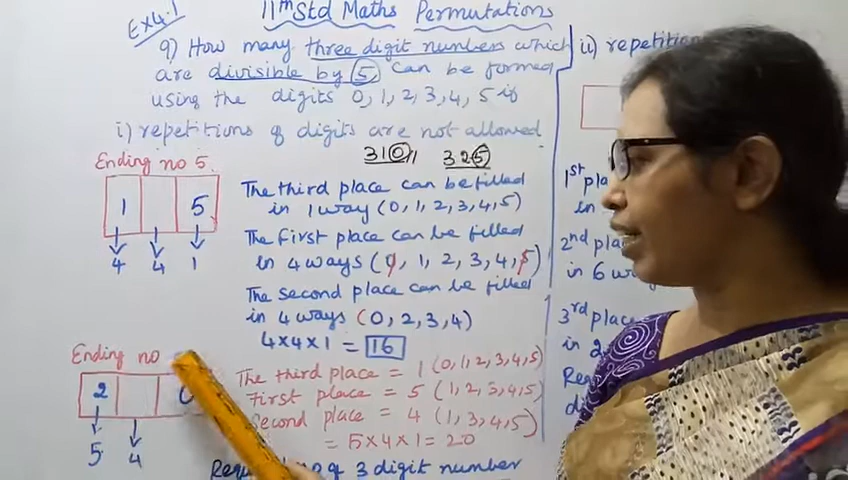 Ex 4.1
11th Std Maths Permutations
9) How many three digit numbers which
are divisible by 5, can be formed
using the digits 0, 1, 2, 3, 4, 5 if
i) repetitions of digits are not allowed
310 11 325
Ending no 5
1 5
4 4 1
The third place can be filled
in 1 way (0, 1, 2, 3, 4, 5)
The first place can be filled
in 4 ways (0, 1, 2, 3, 4, 5)
The second place can be filled
in 4 ways (0, 2, 3, 4)
4x4x1 = 16
Ending no
2 0
5 4
The third place = 1 (0, 1, 2, 3, 4, 5)
First place = 5 (1, 2, 3, 4, 5)
Second place = 4 (1, 3, 4, 5)
= 5x4x1 = 20
3 digit number
ii) repetition
1st pla
in
2nd pla
in 6 w
3rd place
in 2
Re